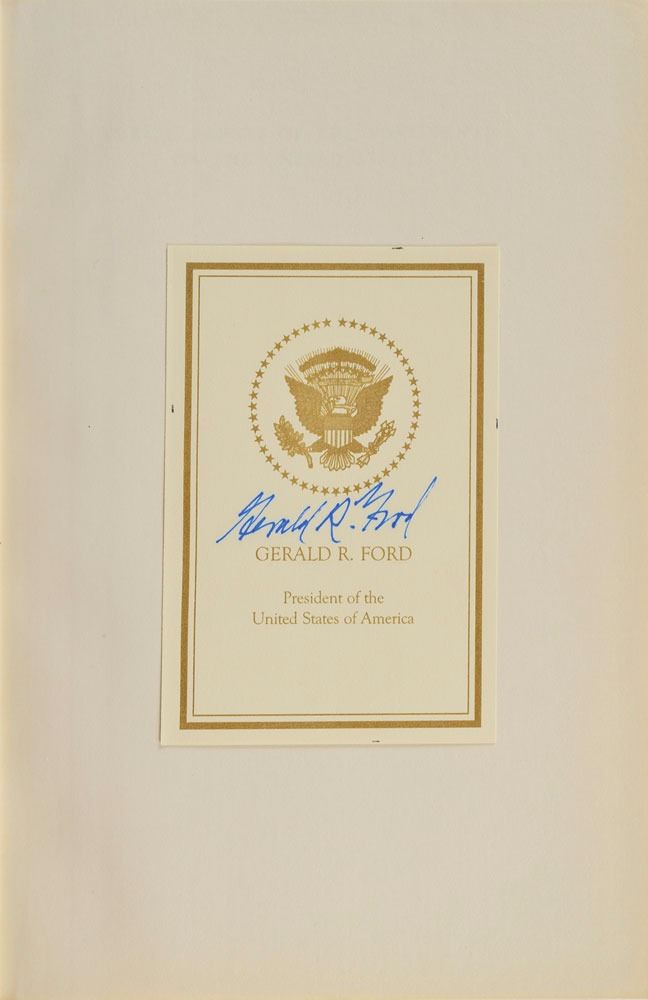 Gerald R. Ford
GERALD R. FORD
President of the
United States of America